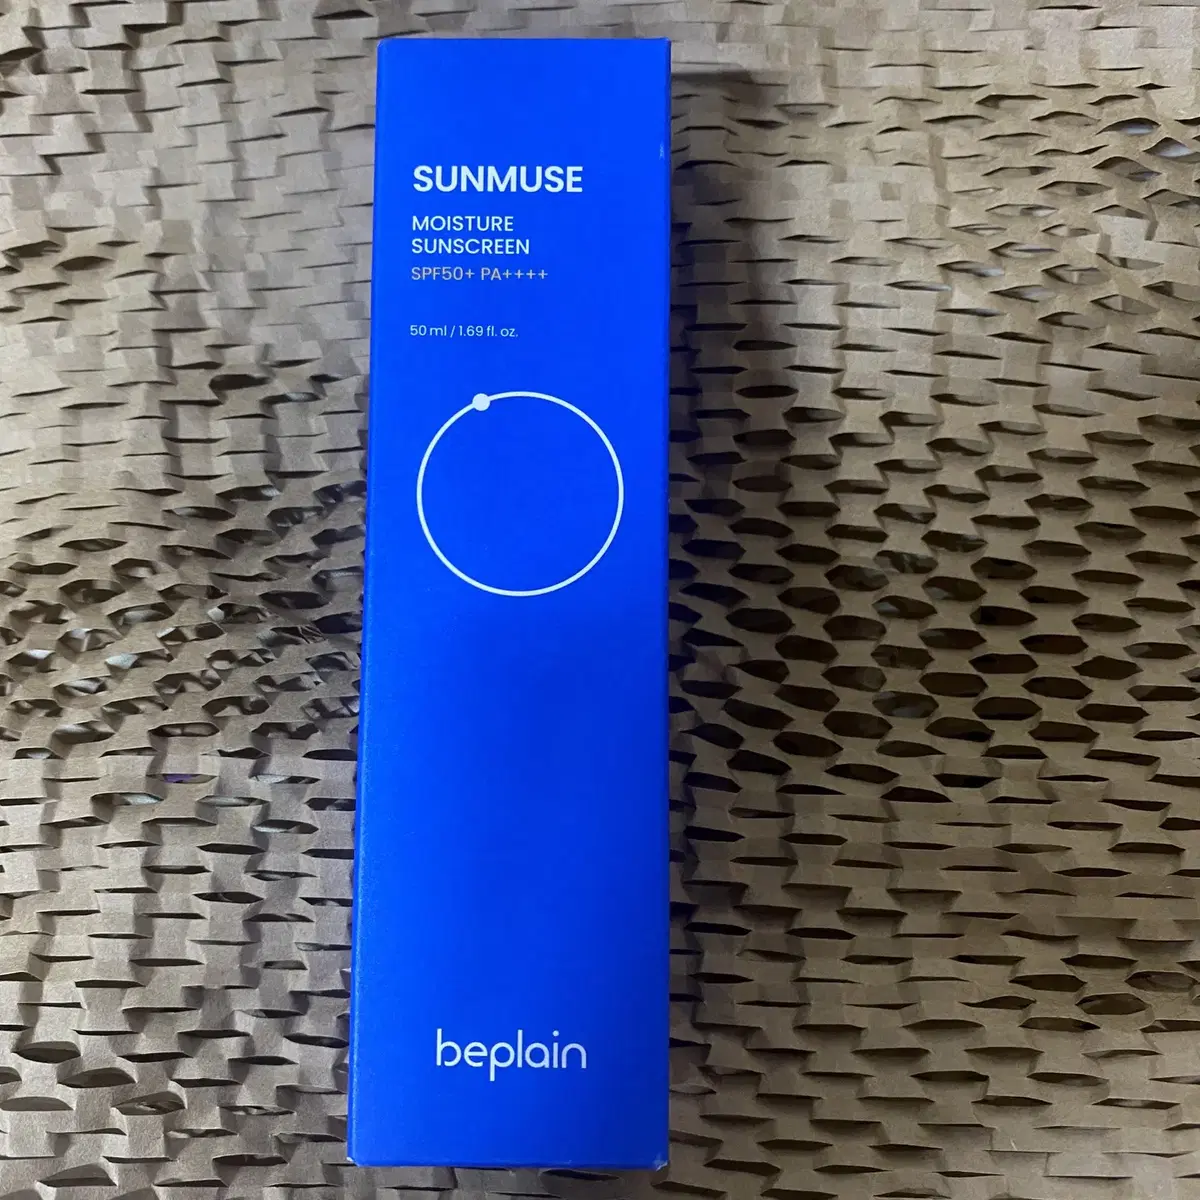 SUNMUSE
MOISTURE
SUNSCREEN
SPF50+ PA++++
50 ml / 1.69 fl. oz.
beplain